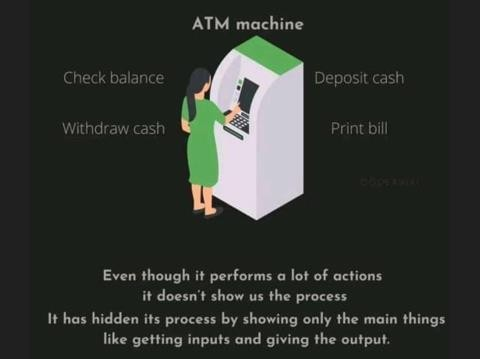 ATM machine
Check balance
Deposit cash
Withdraw cash
Print bill
Even though it performs a lot of actions
it doesn't show us the process
It has hidden its process by showing only the main things
like getting inputs and giving the output.